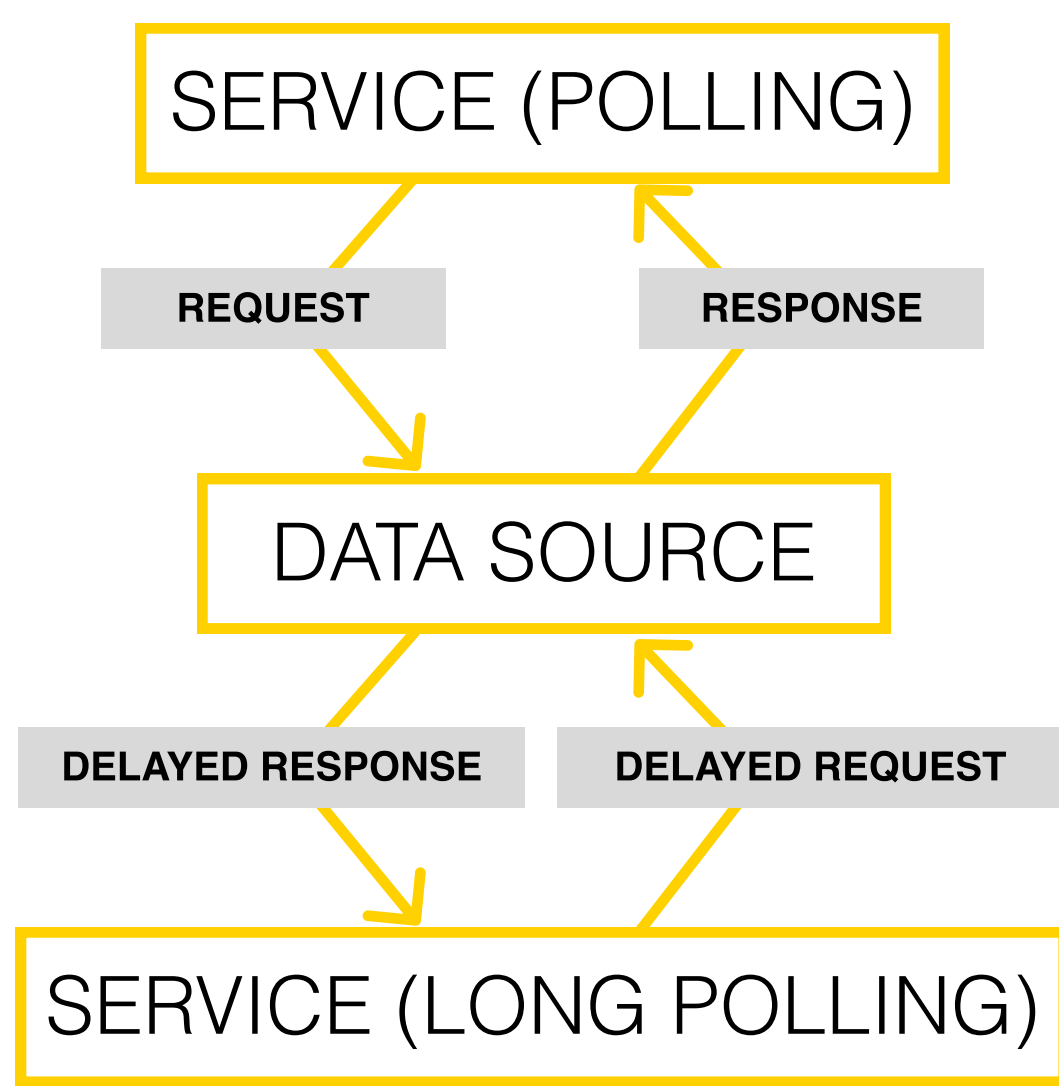 SERVICE (POLLING)
REQUEST
RESPONSE
DATA SOURCE
DELAYED RESPONSE
DELAYED REQUEST
SERVICE (LONG POLLING)